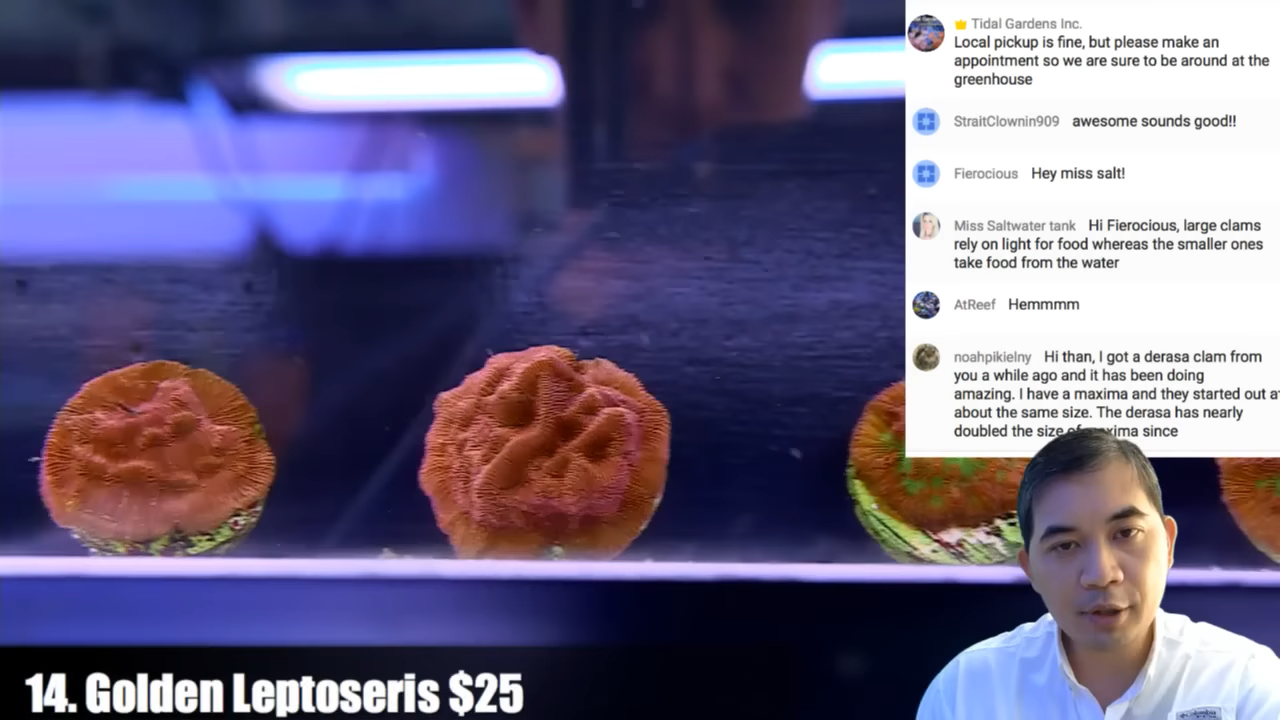 Tidal Gardens Inc.
Local pickup is fine, but please make an
appointment so we are sure to be around at the
greenhouse
StraitClownin909 awesome sounds good!!
Fierocious Hey miss salt!
Miss Saltwater tank Hi Fierocious, large clams
rely on light for food whereas the smaller ones
take food from the water
AtReef Hemmmm
noahpikielny Hi than, I got a derasa clam from
you a while ago and it has been doing
amazing. I have a maxima and they started out at
about the same size. The derasa has nearly
doubled the size of maxima since
14. Golden Leptoseris $25
Columbia